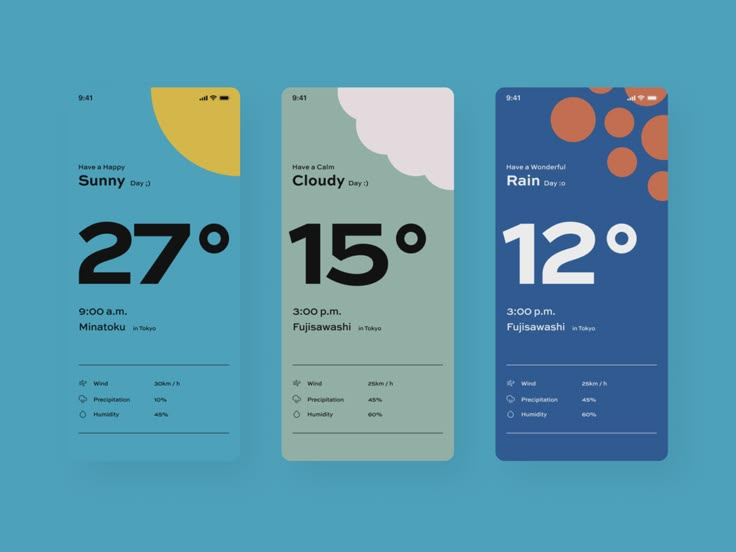 9:41
Have a Happy
Sunny Day ;)
27°
9:00 a.m.
Minatoku in Tokyo
Wind 30km / h
Precipitation 10%
Humidity 45%
9:41
Have a Calm
Cloudy Day :)
15°
3:00 p.m.
Fujisawashi in Tokyo
Wind 25km / h
Precipitation 45%
Humidity 60%
9:41
Have a Wonderful
Rain Day :o
12°
3:00 p.m.
Fujisawashi in Tokyo
Wind 25km / h
Precipitation 45%
Humidity 60%